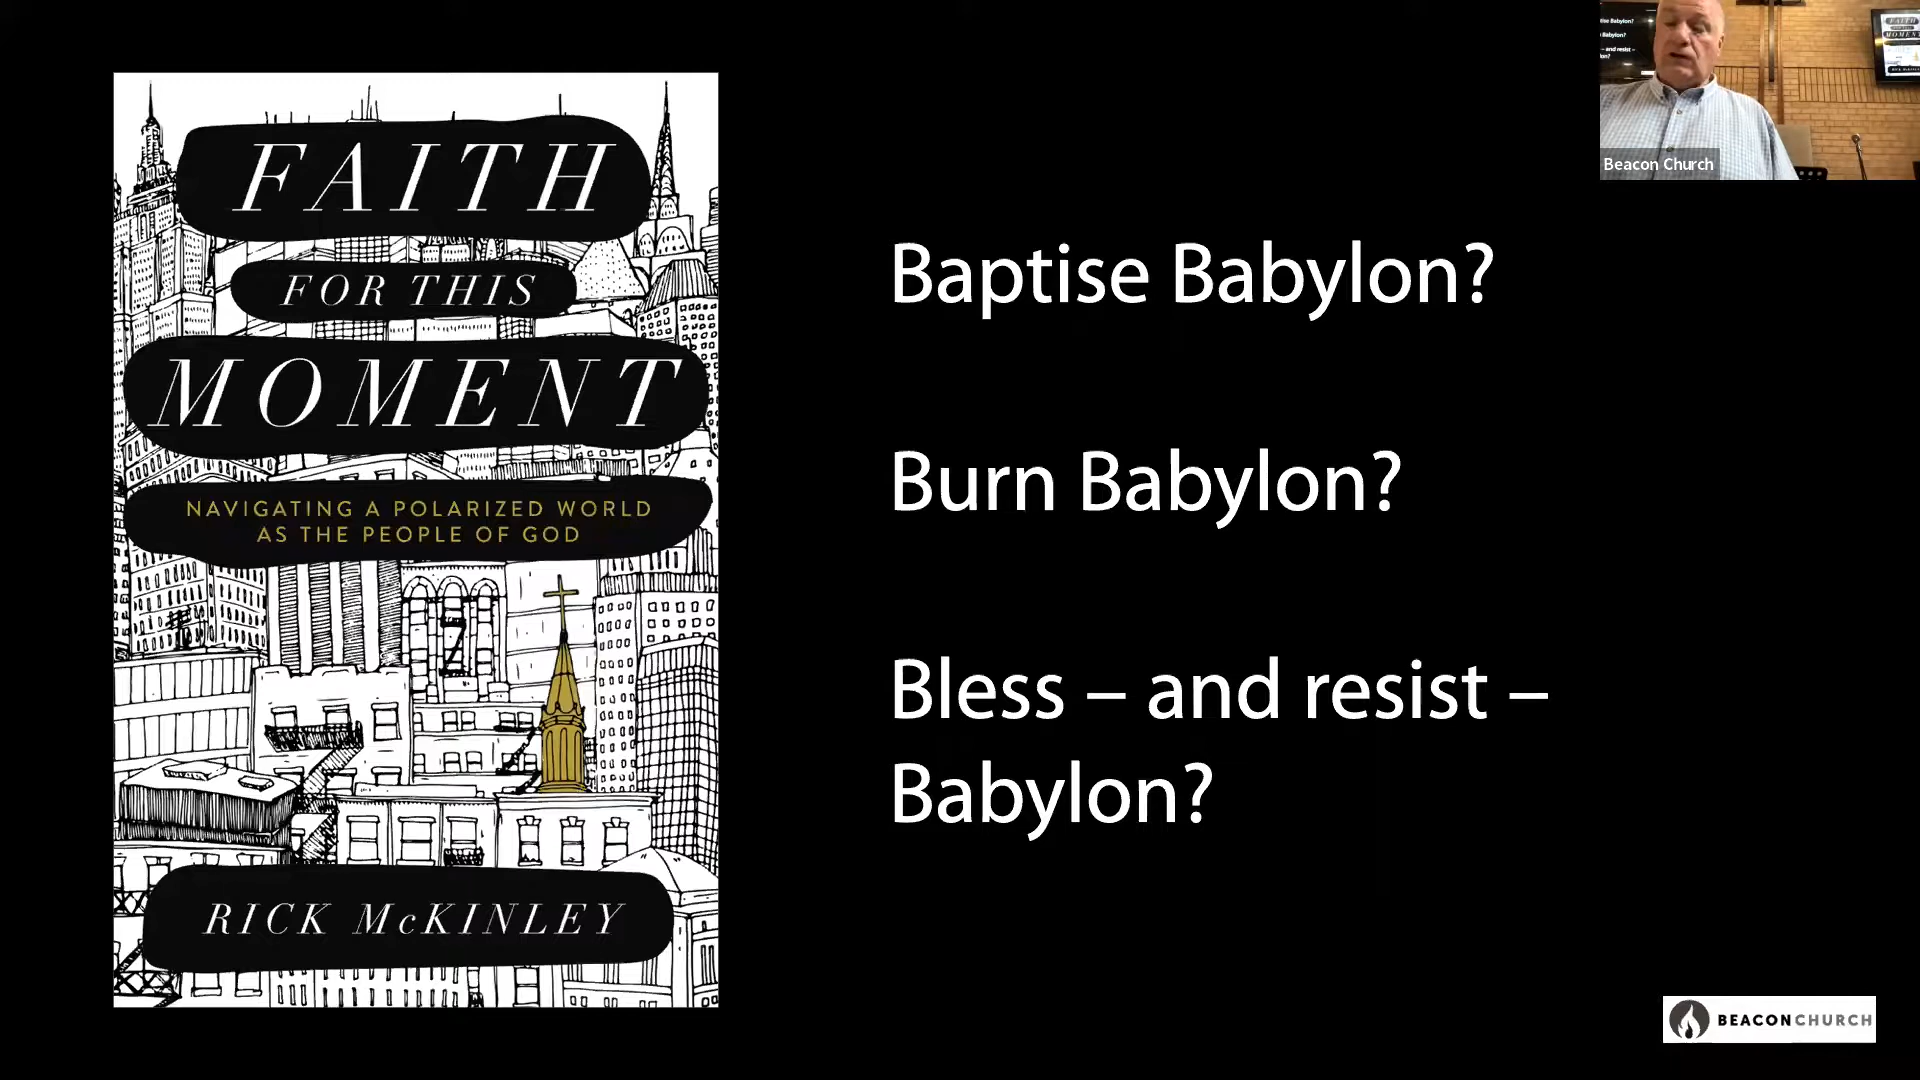 FAITH
FOR THIS
MOMENT
NAVIGATING A POLARIZED WORLD
AS THE PEOPLE OF GOD
RICK McKINLEY
Baptise Babylon?
Burn Babylon?
Bless – and resist –
Babylon?
Beacon Church
BEACONCHURCH